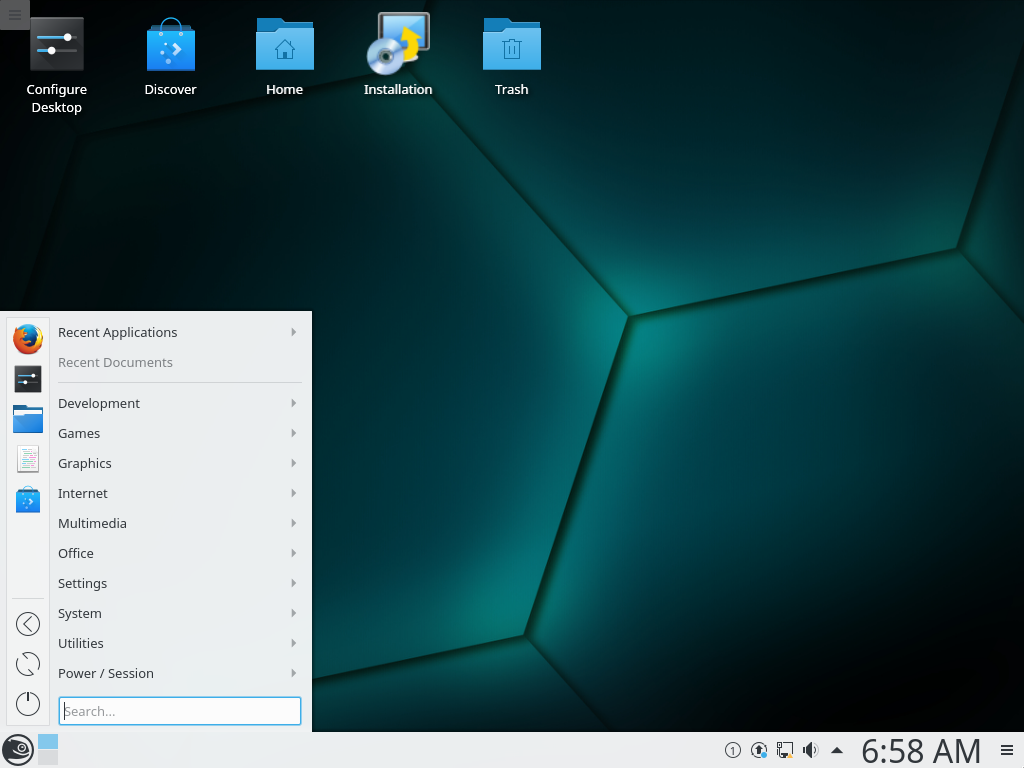 Configure
Desktop
Discover
Home
Installation
Trash
Recent Applications
Recent Documents
Development
Games
Graphics
Internet
Multimedia
Office
Settings
System
Utilities
Power / Session
Search...
1
6:58 AM